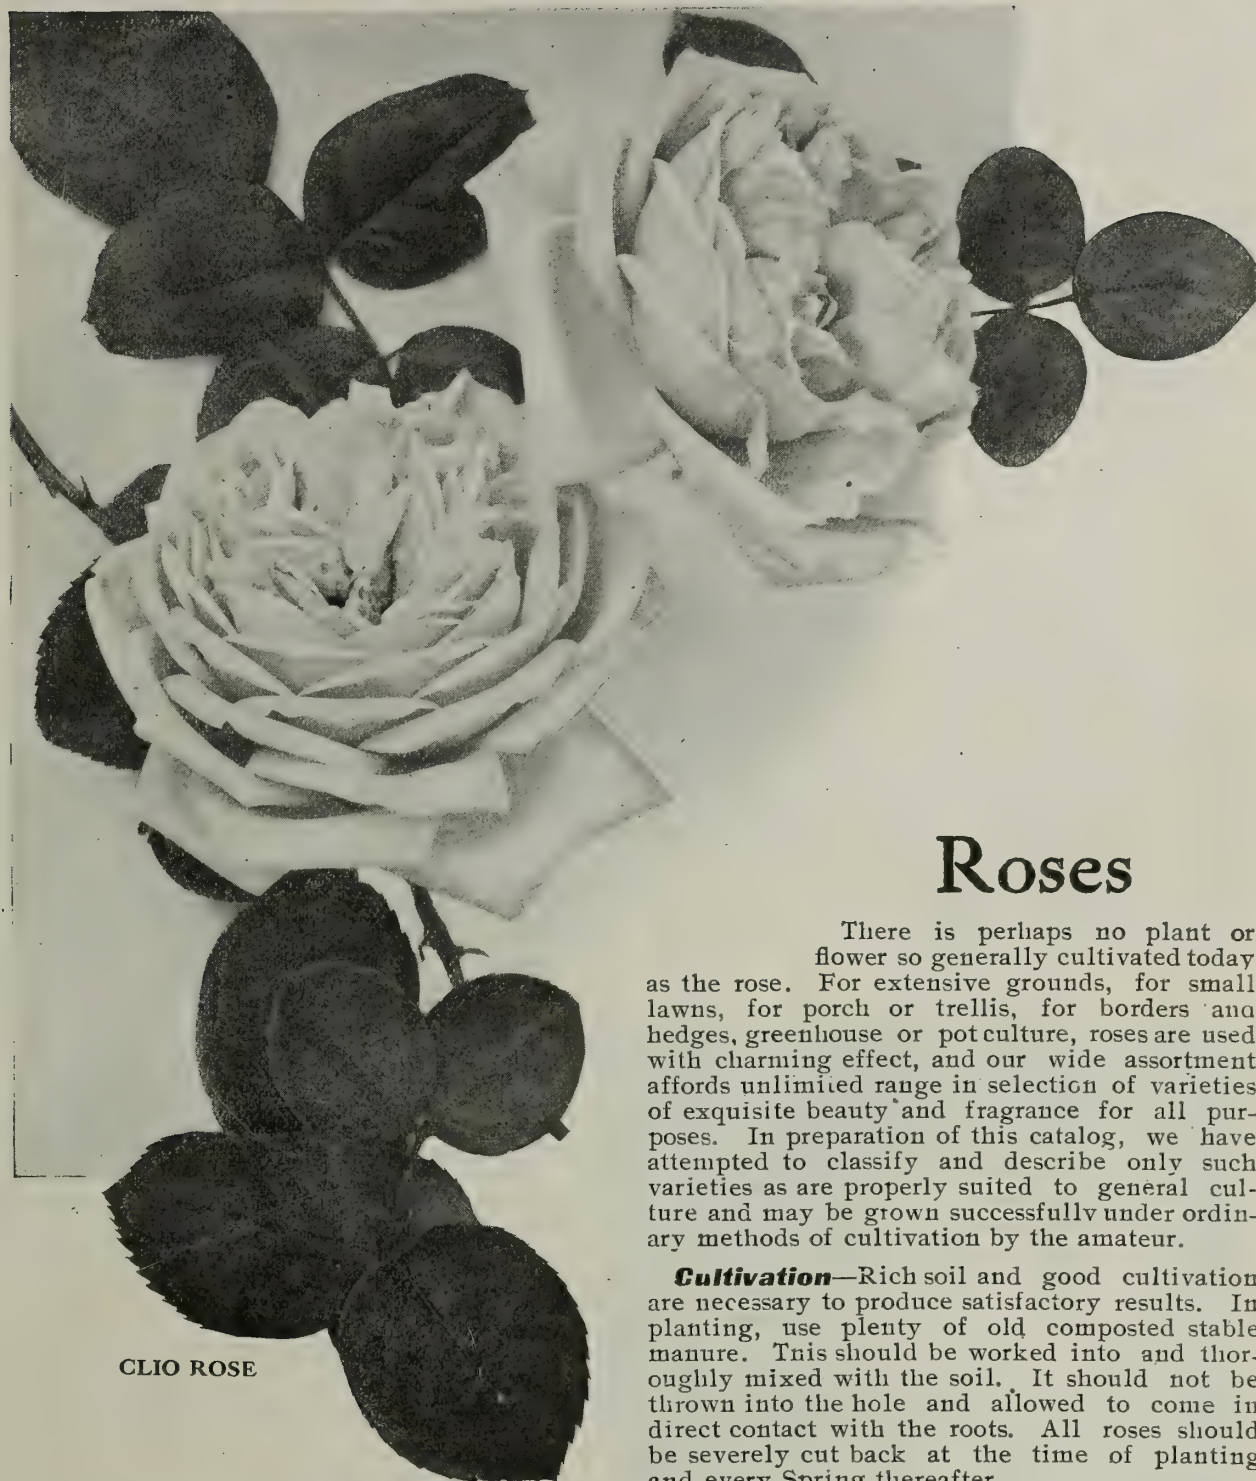 Roses
There is perhaps no plant or
flower so generally cultivated today
as the rose. For extensive grounds, for small
lawns, for porch or trellis, for borders and
hedges, greenhouse or pot culture, roses are used
with charming effect, and our wide assortment
affords unlimited range in selection of varieties
of exquisite beauty and fragrance for all pur-
poses. In preparation of this catalog, we have
attempted to classify and describe only such
varieties as are properly suited to general cul-
ture and may be grown successfully under ordin-
ary methods of cultivation by the amateur.
Cultivation—Rich soil and good cultivation
are necessary to produce satisfactory results. In
planting, use plenty of old composted stable
manure. Tnis should be worked into and thor-
oughly mixed with the soil. It should not be
thrown into the hole and allowed to come in
direct contact with the roots. All roses should
be severely cut back at the time of planting
and every Spring thereafter
CLIO ROSE